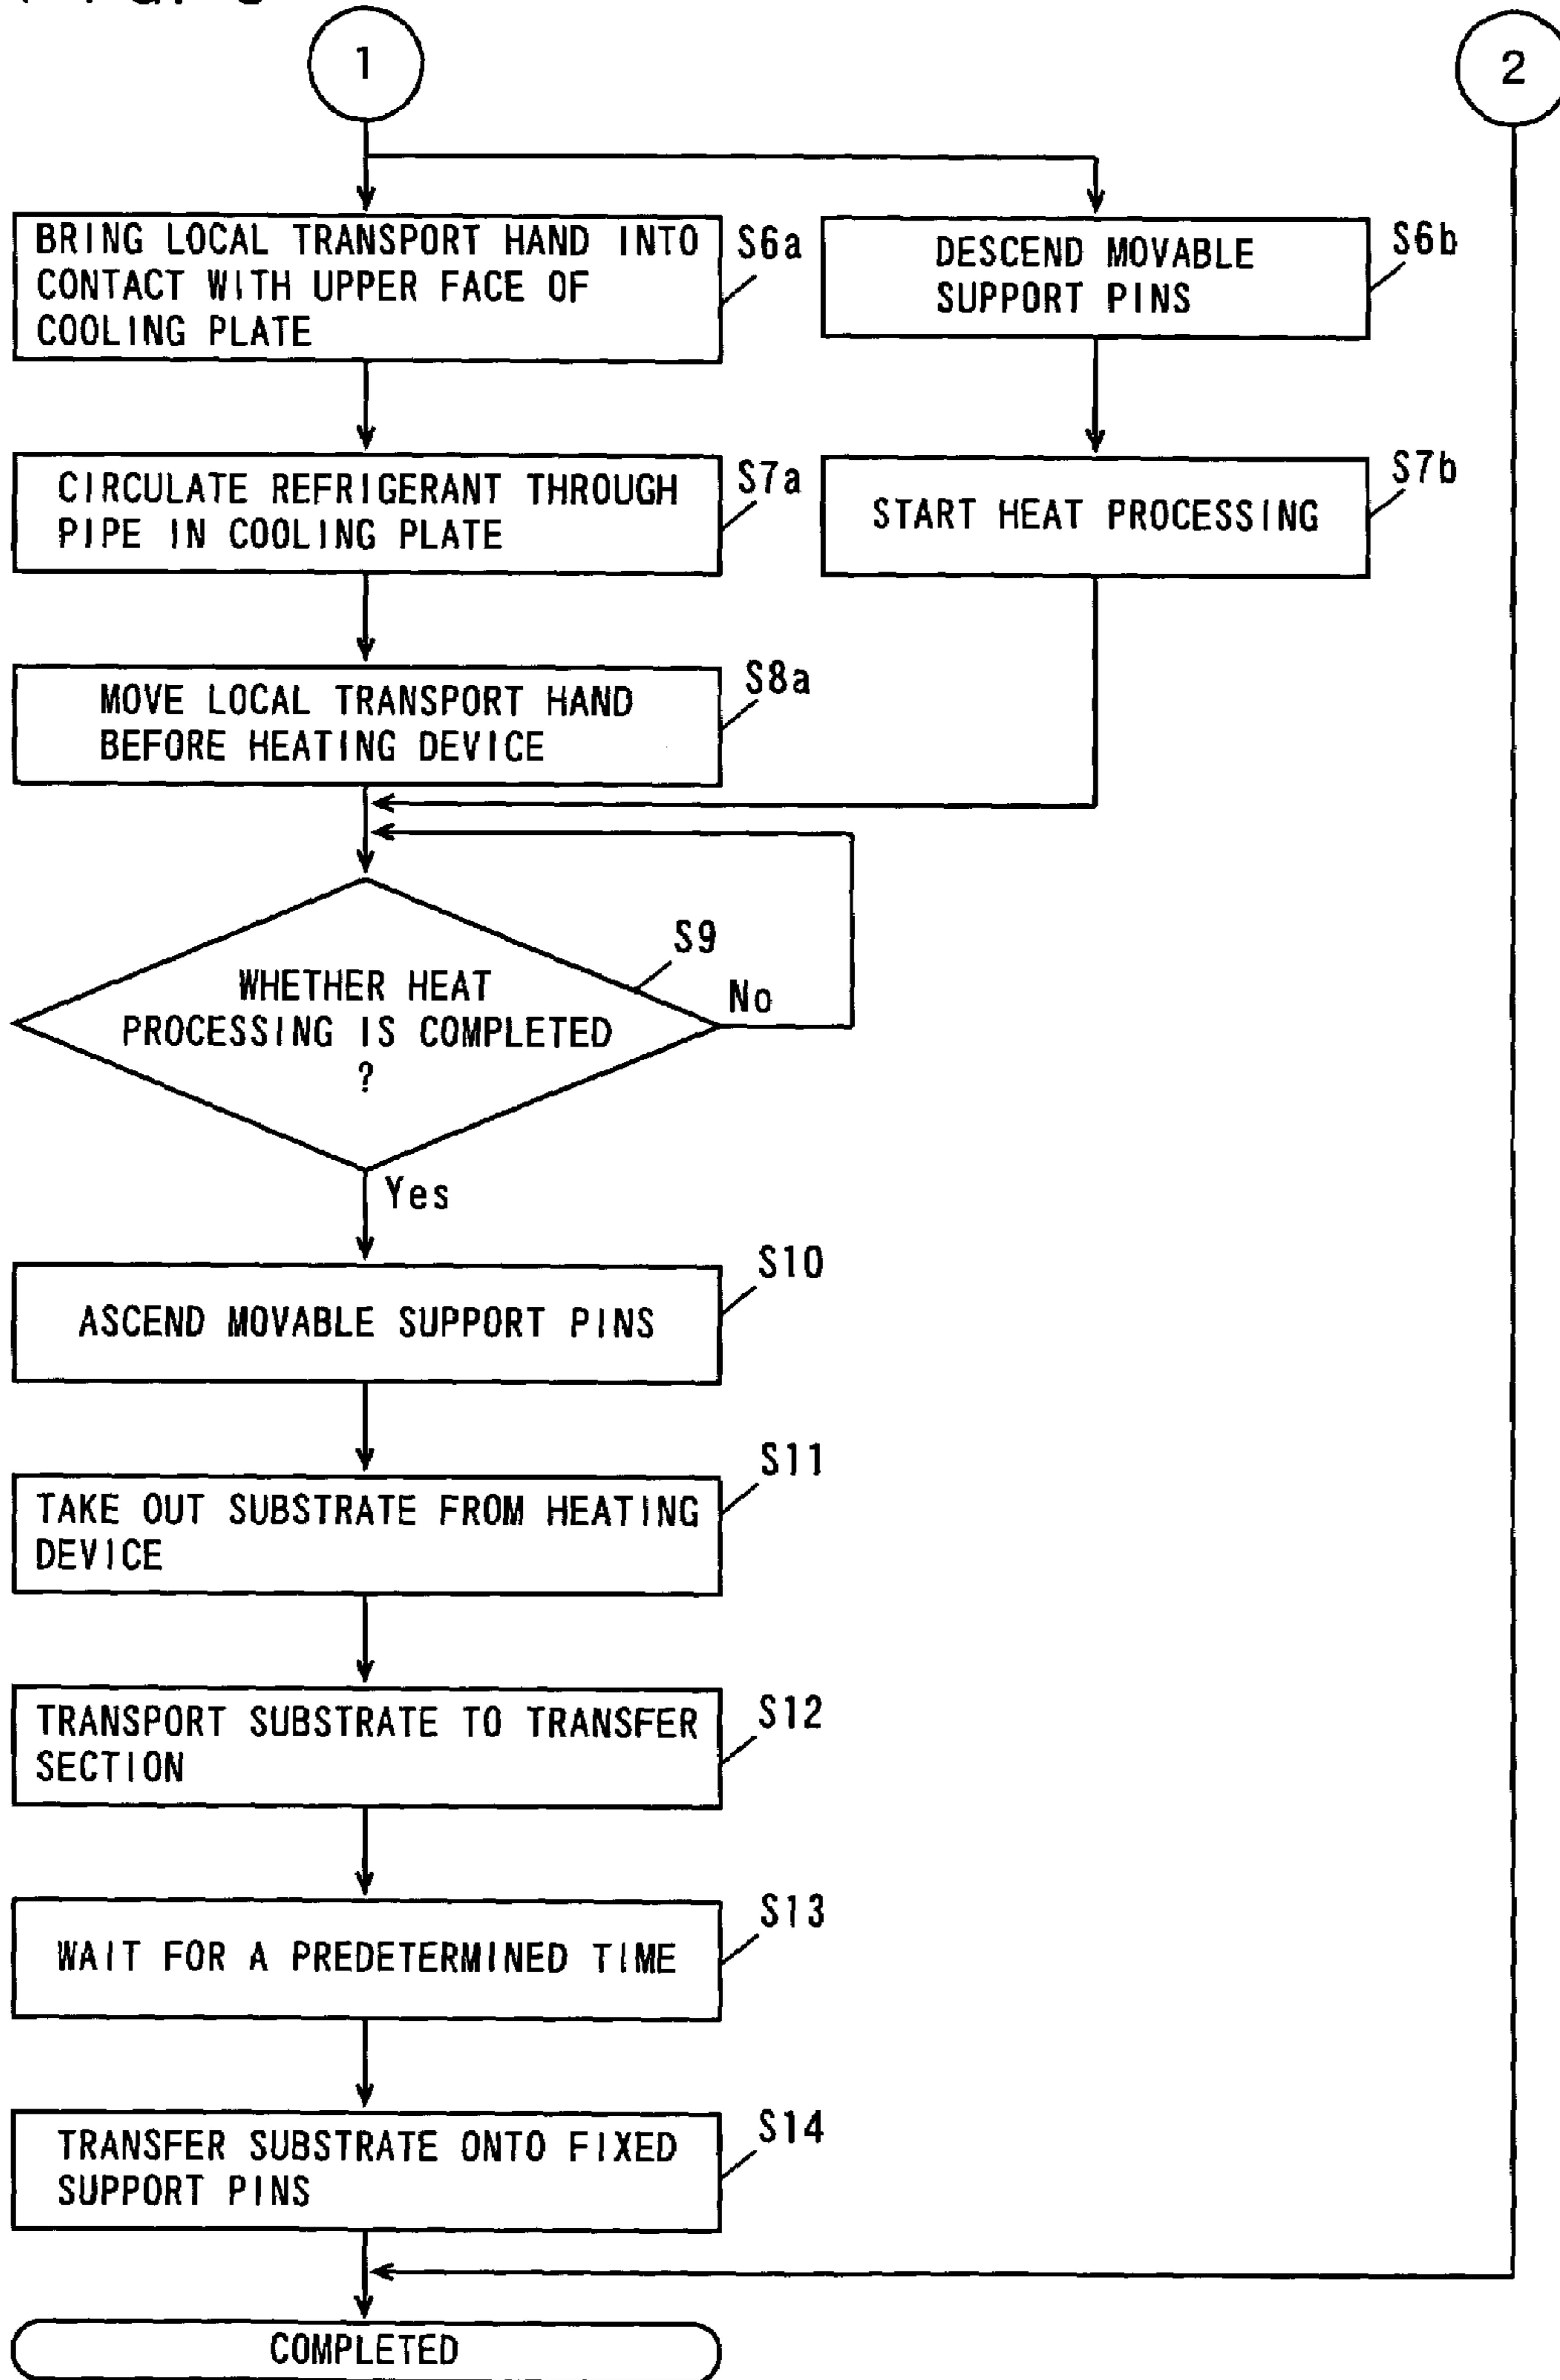 1
2
BRING LOCAL TRANSPORT HAND INTO
CONTACT WITH UPPER FACE OF
COOLING PLATE
S6a
DESCEND MOVABLE
SUPPORT PINS
S6b
CIRCULATE REFRIGERANT THROUGH
PIPE IN COOLING PLATE
S7a
START HEAT PROCESSING
S7b
MOVE LOCAL TRANSPORT HAND
BEFORE HEATING DEVICE
S8a
WHETHER HEAT
PROCESSING IS COMPLETED
?
S9
No
Yes
ASCEND MOVABLE SUPPORT PINS
S10
TAKE OUT SUBSTRATE FROM HEATING
DEVICE
S11
TRANSPORT SUBSTRATE TO TRANSFER
SECTION
S12
WAIT FOR A PREDETERMINED TIME
S13
TRANSFER SUBSTRATE ONTO FIXED
SUPPORT PINS
S14
COMPLETED